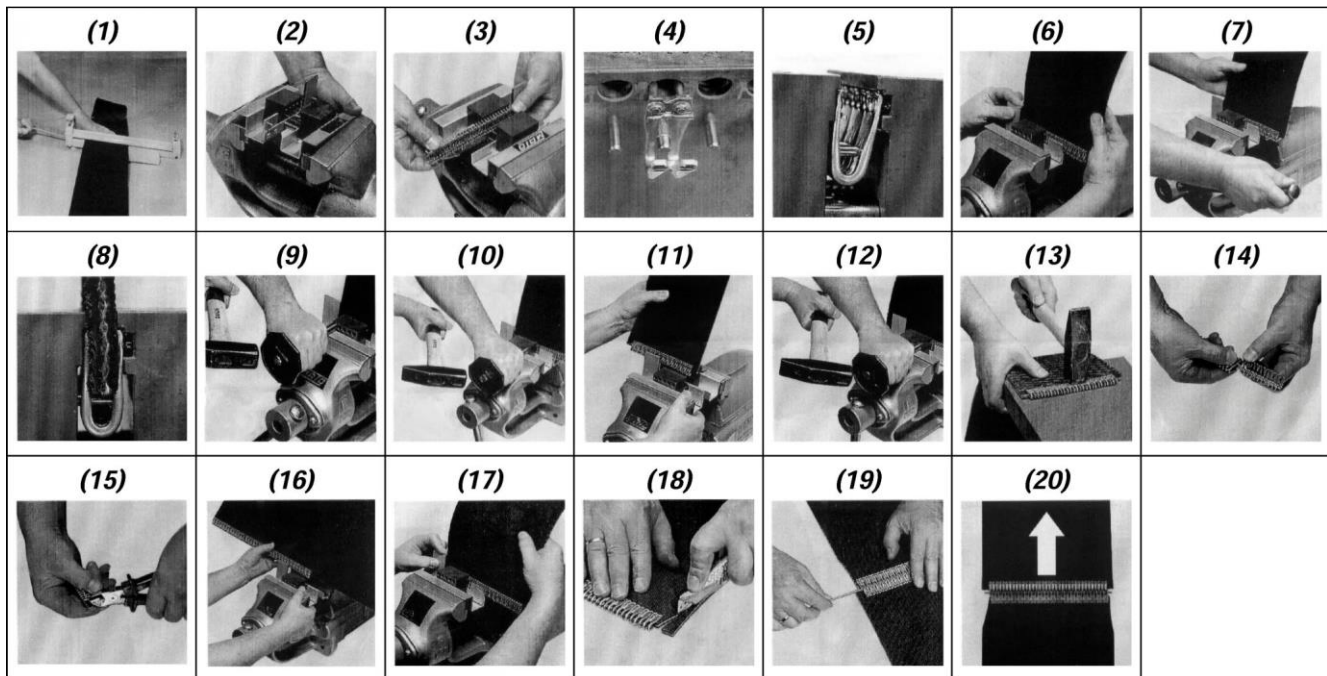 (1) (2) (3) (4) (5) (6) (7)
(8) (9) (10) (11) (12) (13) (14)
(15) (16) (17) (18) (19) (20)